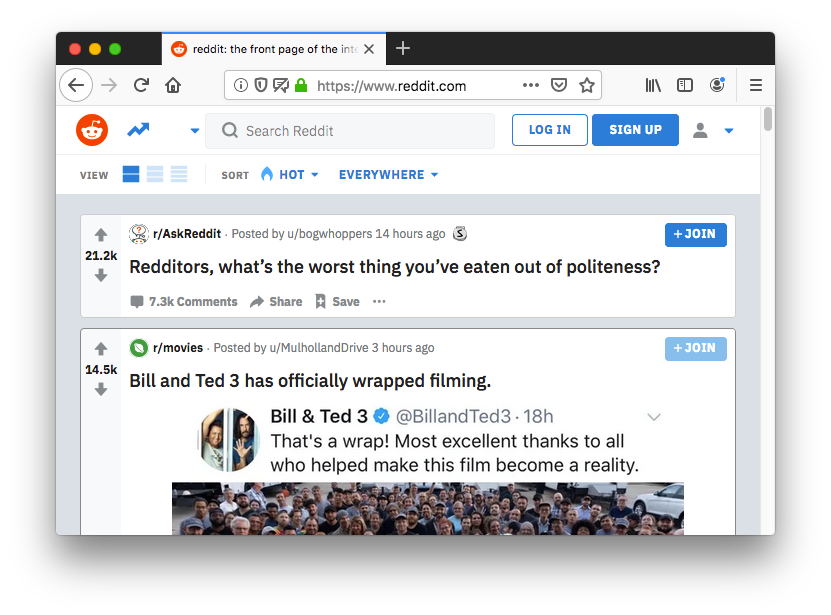 reddit: the front page of the inte
https://www.reddit.com
Search Reddit
LOG IN
SIGN UP
VIEW
SORT
HOT
EVERYWHERE
r/AskReddit · Posted by u/bogwhoppers 14 hours ago
+ JOIN
21.2k
Redditors, what's the worst thing you've eaten out of politeness?
7.3k Comments
Share
Save
r/movies · Posted by u/MulhollandDrive 3 hours ago
+ JOIN
14.5k
Bill and Ted 3 has officially wrapped filming.
Bill & Ted 3 @BillandTed3 · 18h
That's a wrap! Most excellent thanks to all
who helped make this film become a reality.